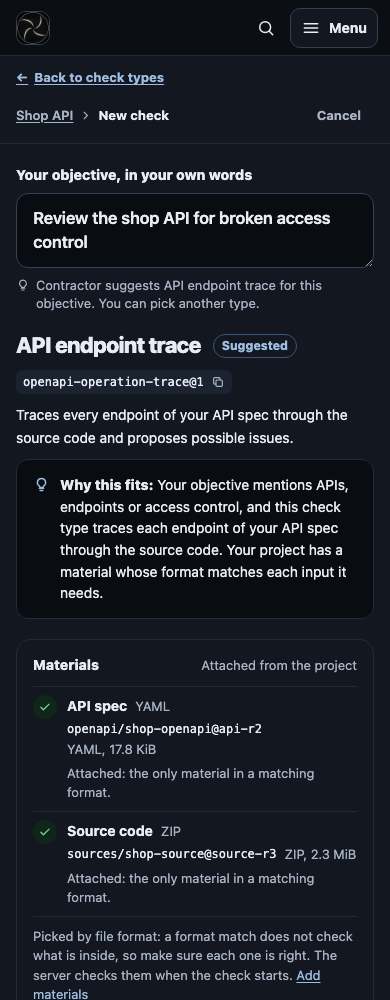 Menu
← Back to check types
Shop API > New check
Cancel
Your objective, in your own words
Review the shop API for broken access
control
Contractor suggests API endpoint trace for this
objective. You can pick another type.
API endpoint trace
Suggested
openapi-operation-trace@1
Traces every endpoint of your API spec through the
source code and proposes possible issues.
Why this fits: Your objective mentions APIs,
endpoints or access control, and this check
type traces each endpoint of your API spec
through the source code. Your project has a
material whose format matches each input it
needs.
Materials
Attached from the project
API spec YAML
openapi/shop-openapi@api-r2
YAML, 17.8 KiB
Attached: the only material in a matching
format.
Source code ZIP
sources/shop-source@source-r3 ZIP, 2.3 MiB
Attached: the only material in a matching
format.
Picked by file format: a format match does not check
what is inside, so make sure each one is right. The
server checks them when the check starts. Add
materials